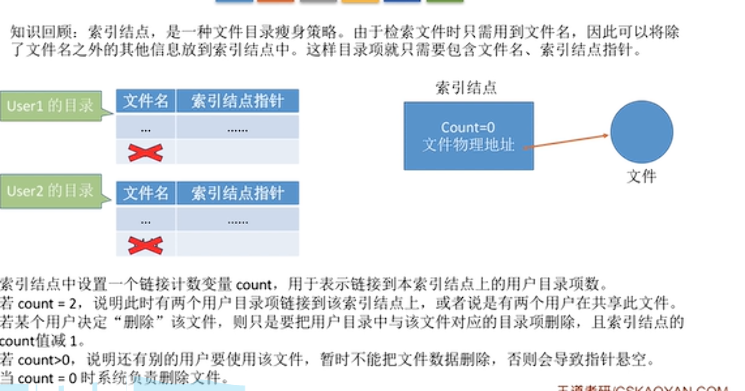 知识回顾：索引结点，是一种文件目录瘦身策略。由于检索文件时只需用到文件名，因此可以将除
了文件名之外的其他信息放到索引结点中。这样目录项就只需要包含文件名、索引结点指针。
索引结点
User1 的目录
文件名 索引结点指针
... ......
Count=0
文件物理地址
文件
User2 的目录
文件名 索引结点指针
... ......
索引结点中设置一个链接计数变量 count，用于表示链接到本索引结点上的用户目录项数。
若 count = 2，说明此时有两个用户目录项链接到该索引结点上，或者说是有两个用户在共享此文件。
若某个用户决定“删除”该文件，则只是要把用户目录中与该文件对应的目录项删除，且索引结点的
count值减 1。
若 count>0，说明还有别的用户要使用该文件，暂时不能把文件数据删除，否则会导致指针悬空。
当 count = 0 时系统负责删除文件。
王道考研/CSKAOYAN.COM